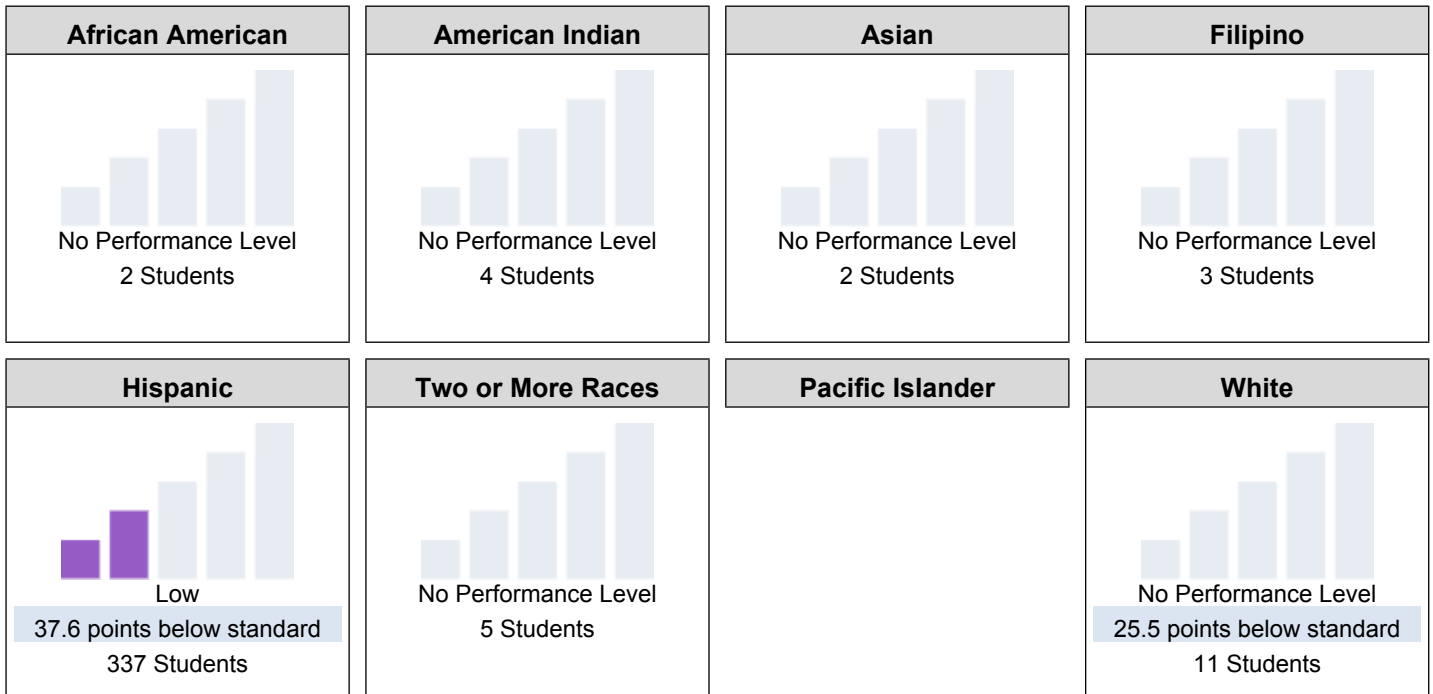 African American
No Performance Level
2 Students
American Indian
No Performance Level
4 Students
Asian
No Performance Level
2 Students
Filipino
No Performance Level
3 Students
Hispanic
Low
37.6 points below standard
337 Students
Two or More Races
No Performance Level
5 Students
Pacific Islander
White
No Performance Level
25.5 points below standard
11 Students